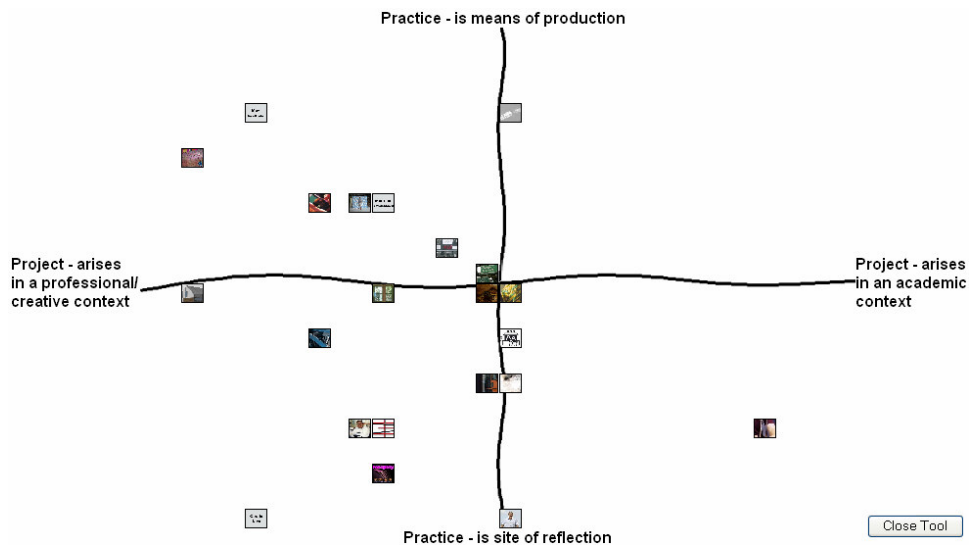 Practice - is means of production
Project - arises
in a professional/
creative context
Project - arises
in an academic
context
Practice - is site of reflection
Close Tool